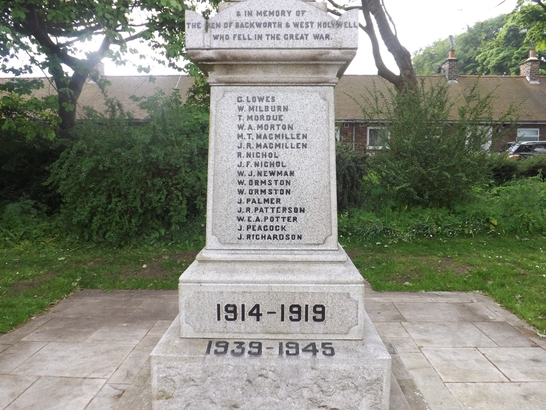 & IN MEMORY OF
THE MEN OF BACKWORTH & WEST HOLYWELL
WHO FELL IN THE GREAT WAR.
G. LOWES
W. MILBURN
T. MORDUE
W. A. MORTON
M. T. MACMILLEN
J. R. MACMILLEN
R. NICHOL
J. F. NICHOL
W. J. NEWMAN
W. ORMSTON
W. ORMSTON
J. PALMER
J. R. PATTERSON
W. E. A. POTTER
J. PEACOCK
J. RICHARDSON
1914-1919
1939-1945